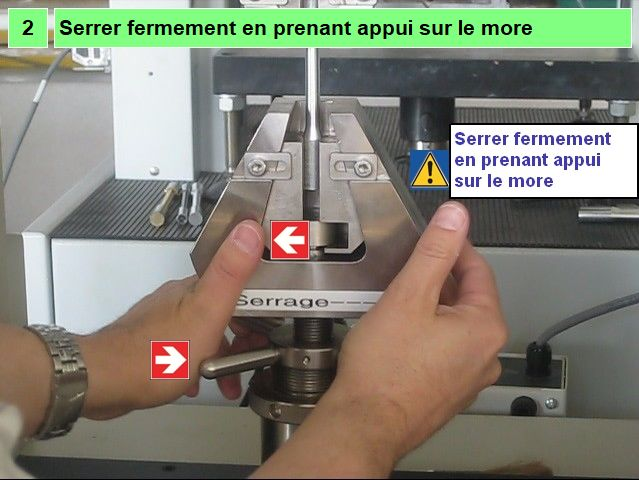 2 Serrer fermement en prenant appui sur le more
Serrer fermement
en prenant appui
sur le more
Serrage